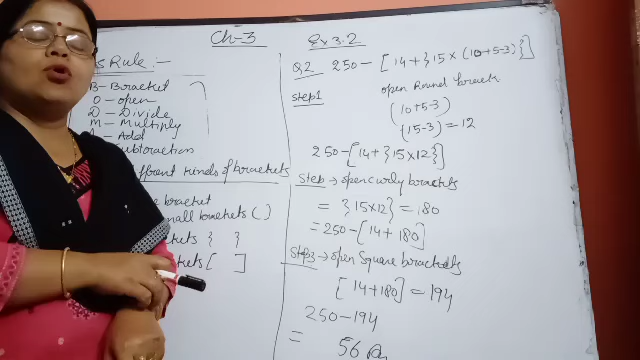 Ch-3
Ex 3.2
s Rule :-
B - Bracket
O - open
D - Divide
M - Multiply
- Add
Subtraction
fferent kinds of brackets
bracket
mall brackets ( )
kets { }
kets [ ]
Q.2 250 - [ 14 + { 15 × (10+5-3) } ]
Step1 open Round brack
(10+5-3)
(15-3) = 12
250 - [ 14 + { 15 × 12 } ]
Step → open curly brackets
= { 15 × 12 } = 180
= 250 - [ 14 + 180 ]
Step3 → open Square brackets
[ 14 + 180 ] = 194
250 - 194
= 56